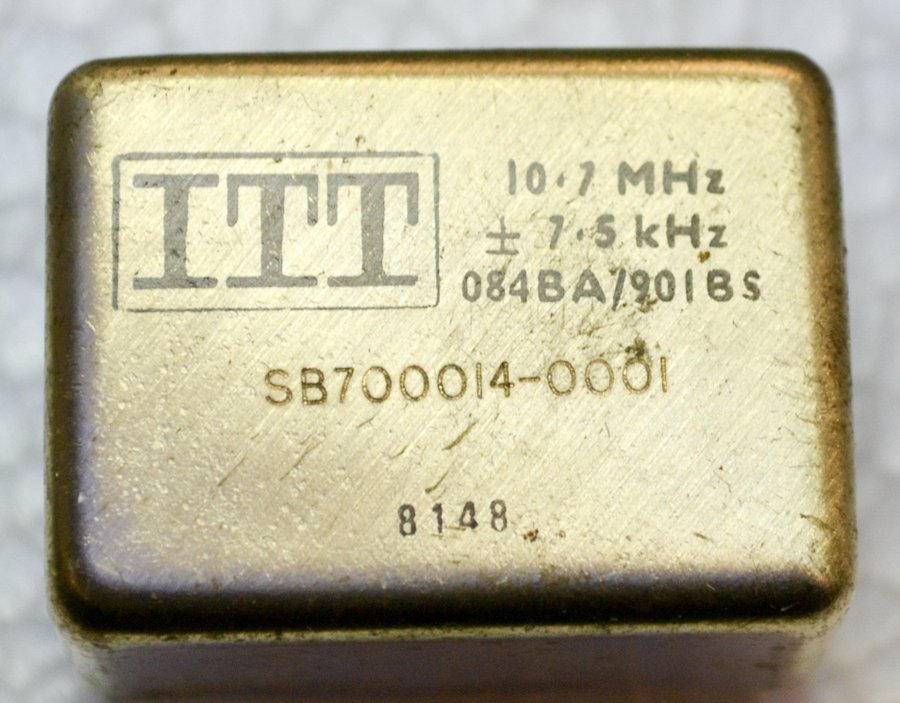 ITT
10·7 MHz
± 7·5 kHz
084BA/901BS
SB700014-0001
8148